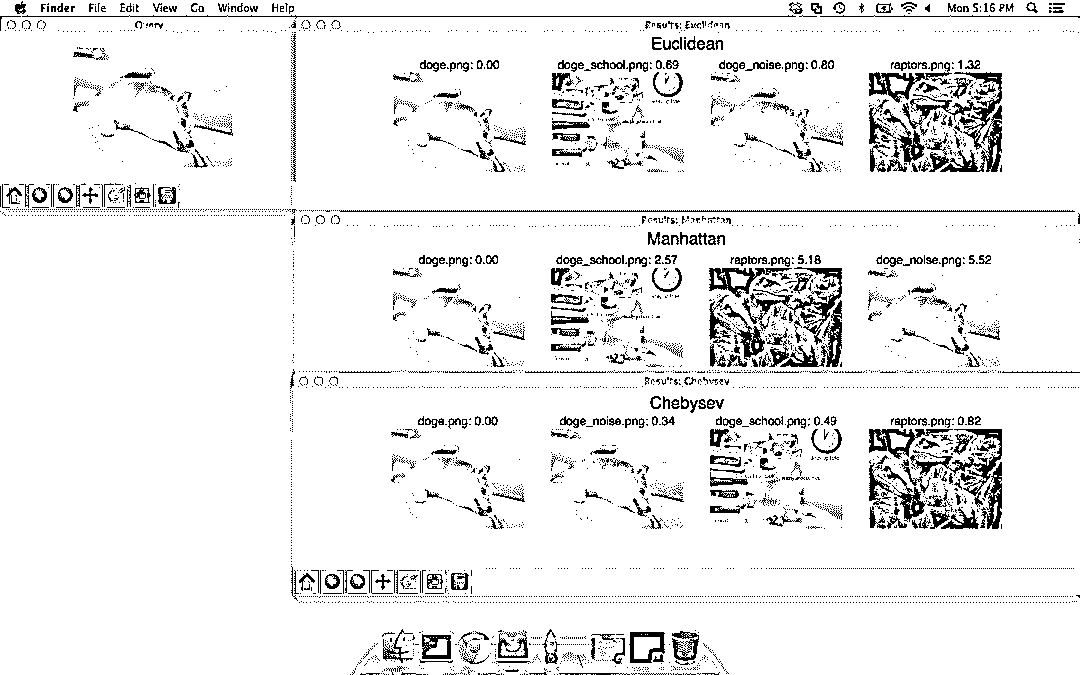 Finder File Edit View Go Window Help Mon 5:16 PM
Query
Results: Euclidean
Euclidean
doge.png: 0.00 doge_school.png: 0.69 doge_noise.png: 0.80 raptors.png: 1.32
Results: Manhattan
Manhattan
doge.png: 0.00 doge_school.png: 2.57 raptors.png: 5.18 doge_noise.png: 5.52
Results: Chebysev
Chebysev
doge.png: 0.00 doge_noise.png: 0.34 doge_school.png: 0.49 raptors.png: 0.82